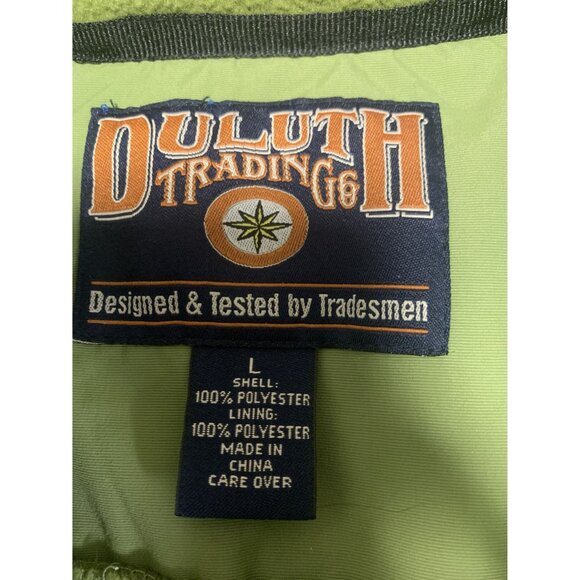 DULUTH
TRADING Co
Designed & Tested by Tradesmen
L
SHELL:
100% POLYESTER
LINING:
100% POLYESTER
MADE IN
CHINA
CARE OVER